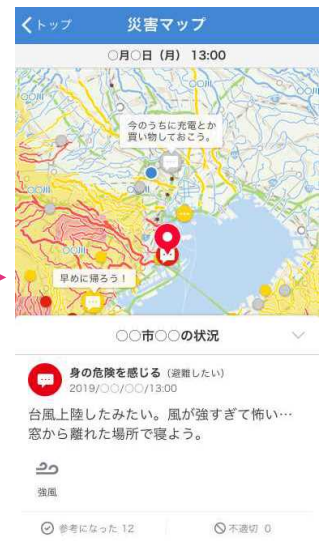 トップ
災害マップ
○月○日（月）13:00
○○川
今のうちに充電とか
買い物しておこう。
○○川
○○川
○○川
早めに帰ろう！
○○市○○の状況
身の危険を感じる（避難したい）
2019/○○/○○/13:00
台風上陸したみたい。風が強すぎて怖い…
窓から離れた場所で寝よう。
強風
参考になった 12
不適切 0